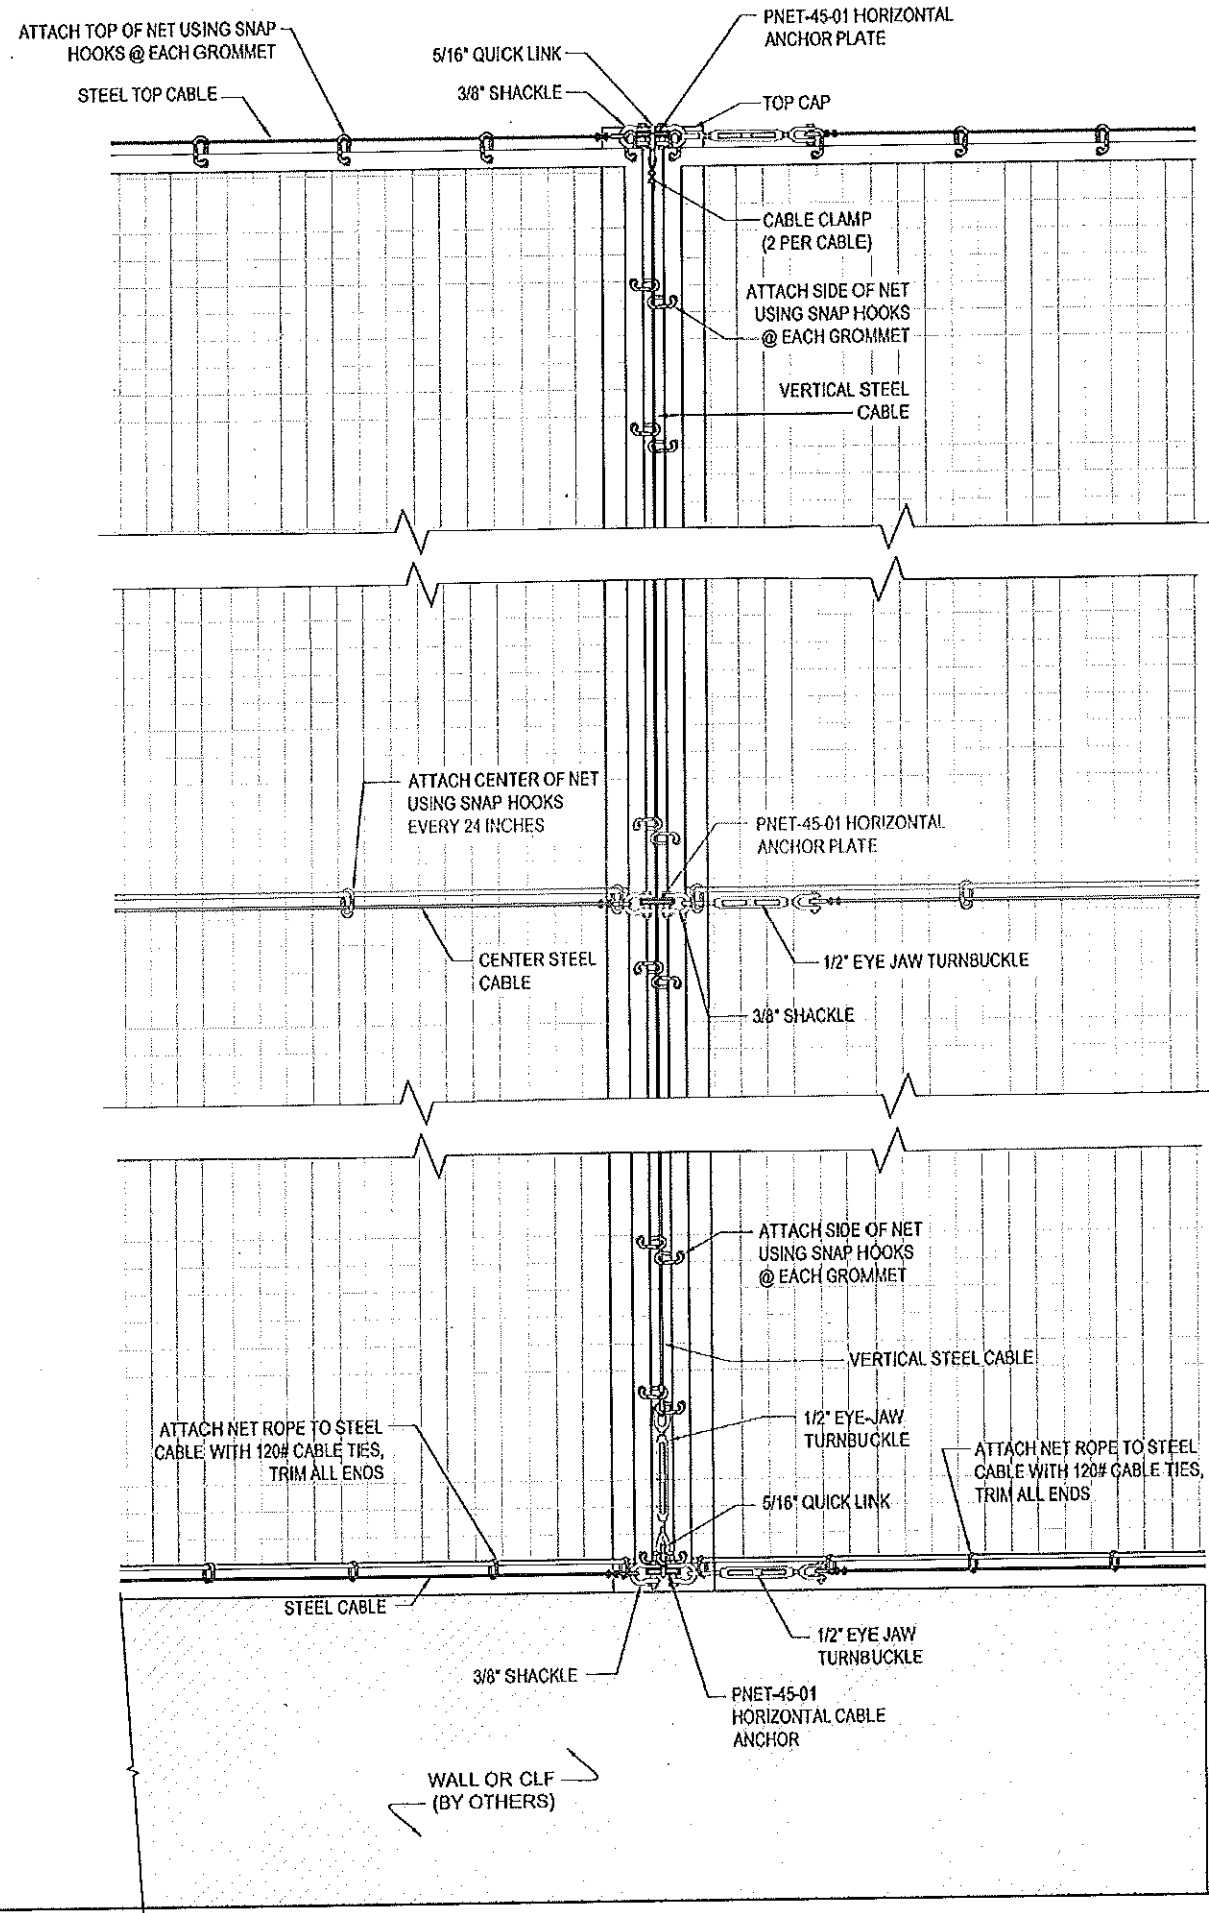 ATTACH TOP OF NET USING SNAP
HOOKS @ EACH GROMMET
STEEL TOP CABLE
5/16" QUICK LINK
3/8" SHACKLE
PNET-45-01 HORIZONTAL
ANCHOR PLATE
TOP CAP
CABLE CLAMP
(2 PER CABLE)
ATTACH SIDE OF NET
USING SNAP HOOKS
@ EACH GROMMET
VERTICAL STEEL
CABLE
ATTACH CENTER OF NET
USING SNAP HOOKS
EVERY 24 INCHES
PNET-45-01 HORIZONTAL
ANCHOR PLATE
CENTER STEEL
CABLE
1/2" EYE JAW TURNBUCKLE
3/8" SHACKLE
ATTACH SIDE OF NET
USING SNAP HOOKS
@ EACH GROMMET
VERTICAL STEEL CABLE
ATTACH NET ROPE TO STEEL
CABLE WITH 120# CABLE TIES,
TRIM ALL ENDS
1/2" EYE-JAW
TURNBUCKLE
ATTACH NET ROPE TO STEEL
CABLE WITH 120# CABLE TIES,
TRIM ALL ENDS
5/16" QUICK LINK
STEEL CABLE
1/2" EYE JAW
TURNBUCKLE
3/8" SHACKLE
PNET-45-01
HORIZONTAL CABLE
ANCHOR
WALL OR CLF
(BY OTHERS)